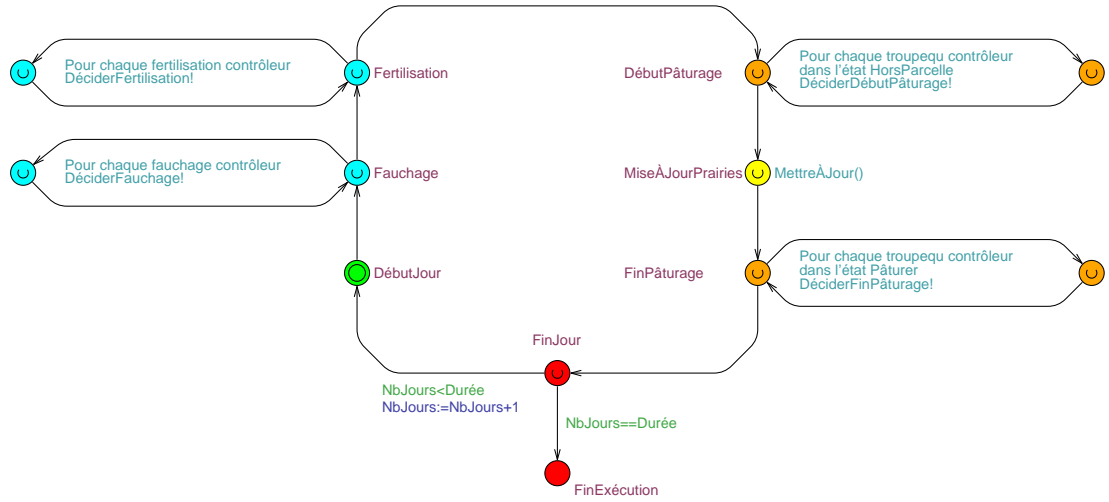 Pour chaque fertilisation contrôleur
DéciderFertilisation!
Fertilisation
DébutPâturage
Pour chaque troupequ contrôleur
dans l'état HorsParcelle
DéciderDébutPâturage!
Pour chaque fauchage contrôleur
DéciderFauchage!
Fauchage
MiseÀJourPrairies
MettreÀJour()
DébutJour
FinPâturage
Pour chaque troupequ contrôleur
dans l'état Pâturer
DéciderFinPâturage!
FinJour
NbJours<Durée
NbJours:=NbJours+1
NbJours==Durée
FinExécution